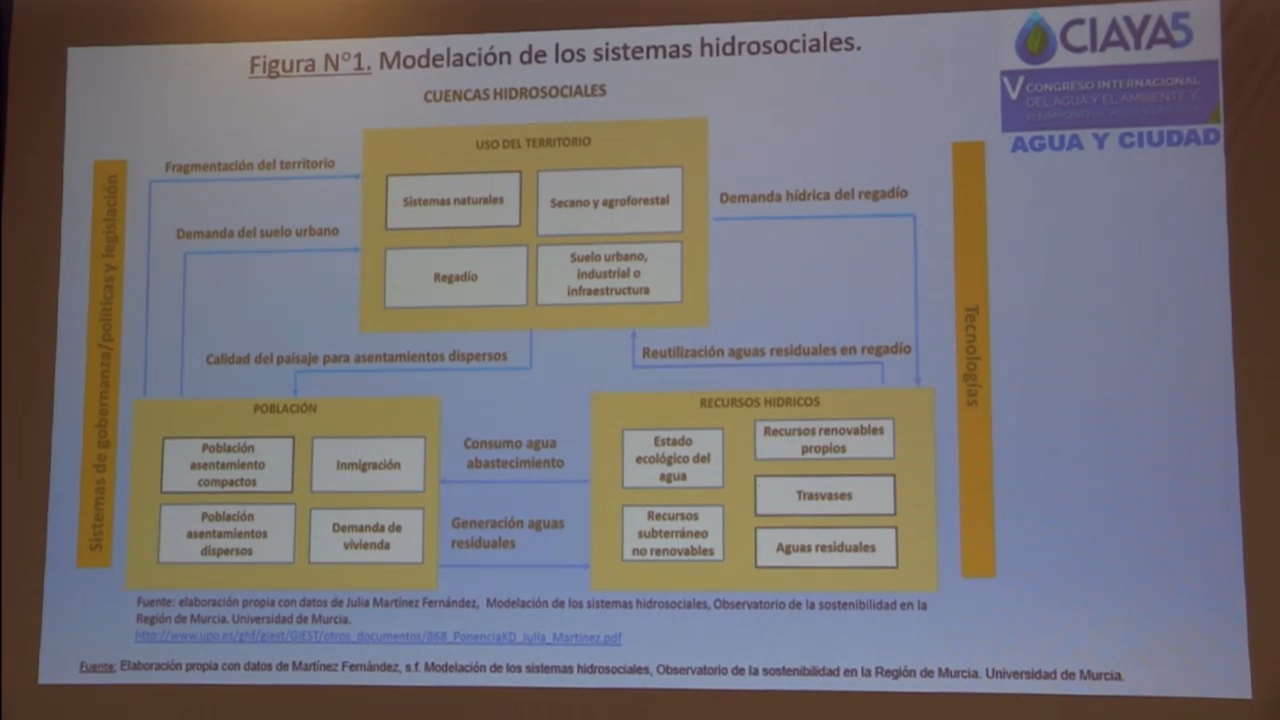 Figura N°1. Modelación de los sistemas hidrosociales.
CUENCAS HIDROSOCIALES
CIAYA5
V CONGRESO INTERNACIONAL
DEL AGUA Y EL AMBIENTE Y
AGUA Y CIUDAD
Sistemas de gobernanza/políticas y legislación
Fragmentación del territorio
Demanda del suelo urbano
USO DEL TERRITORIO
Sistemas naturales
Secano y agroforestal
Regadío
Suelo urbano,
industrial o
infraestructura
Demanda hídrica del regadío
Tecnologías
Calidad del paisaje para asentamientos dispersos
Reutilización aguas residuales en regadío
POBLACIÓN
Población
asentamiento
compactos
Inmigración
Población
asentamientos
dispersos
Demanda de
vivienda
Consumo agua
abastecimiento
Generación aguas
residuales
RECURSOS HIDRICOS
Estado
ecológico del
agua
Recursos renovables
propios
Trasvases
Recursos
subterráneo
no renovables
Aguas residuales
Fuente: elaboración propia con datos de Julia Martínez Fernández, Modelación de los sistemas hidrosociales, Observatorio de la sostenibilidad en la
Región de Murcia. Universidad de Murcia.
http://www.upo.es/ghf/giest/GIEST/otros_documentos/868_PonenciaKD_Julia_Martinez.pdf
Fuente: Elaboración propia con datos de Martínez Fernández, s.f. Modelación de los sistemas hidrosociales, Observatorio de la sostenibilidad en la Región de Murcia. Universidad de Murcia.